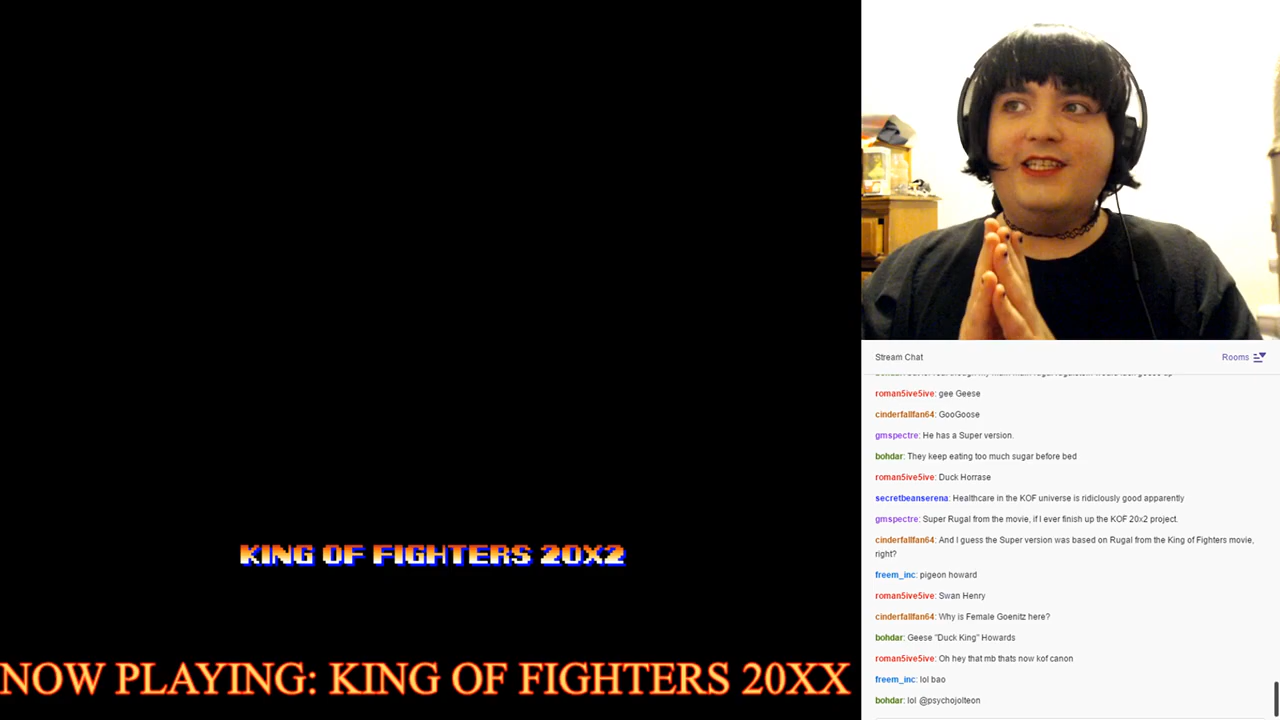 KING OF FIGHTERS 20X2
NOW PLAYING: KING OF FIGHTERS 20XX
Stream Chat
Rooms
roman5ive5ive: gee Geese
cinderfallfan64: GooGoose
gmspectre: He has a Super version.
bohdar: They keep eating too much sugar before bed
roman5ive5ive: Duck Horrase
secretbeanserena: Healthcare in the KOF universe is ridiclously good apparently
gmspectre: Super Rugal from the movie, if I ever finish up the KOF 20x2 project.
cinderfallfan64: And I guess the Super version was based on Rugal from the King of Fighters movie,
right?
freem_inc: pigeon howard
roman5ive5ive: Swan Henry
cinderfallfan64: Why is Female Goenitz here?
bohdar: Geese "Duck King" Howards
roman5ive5ive: Oh hey that mb thats now kof canon
freem_inc: lol bao
bohdar: lol @psychojolteon